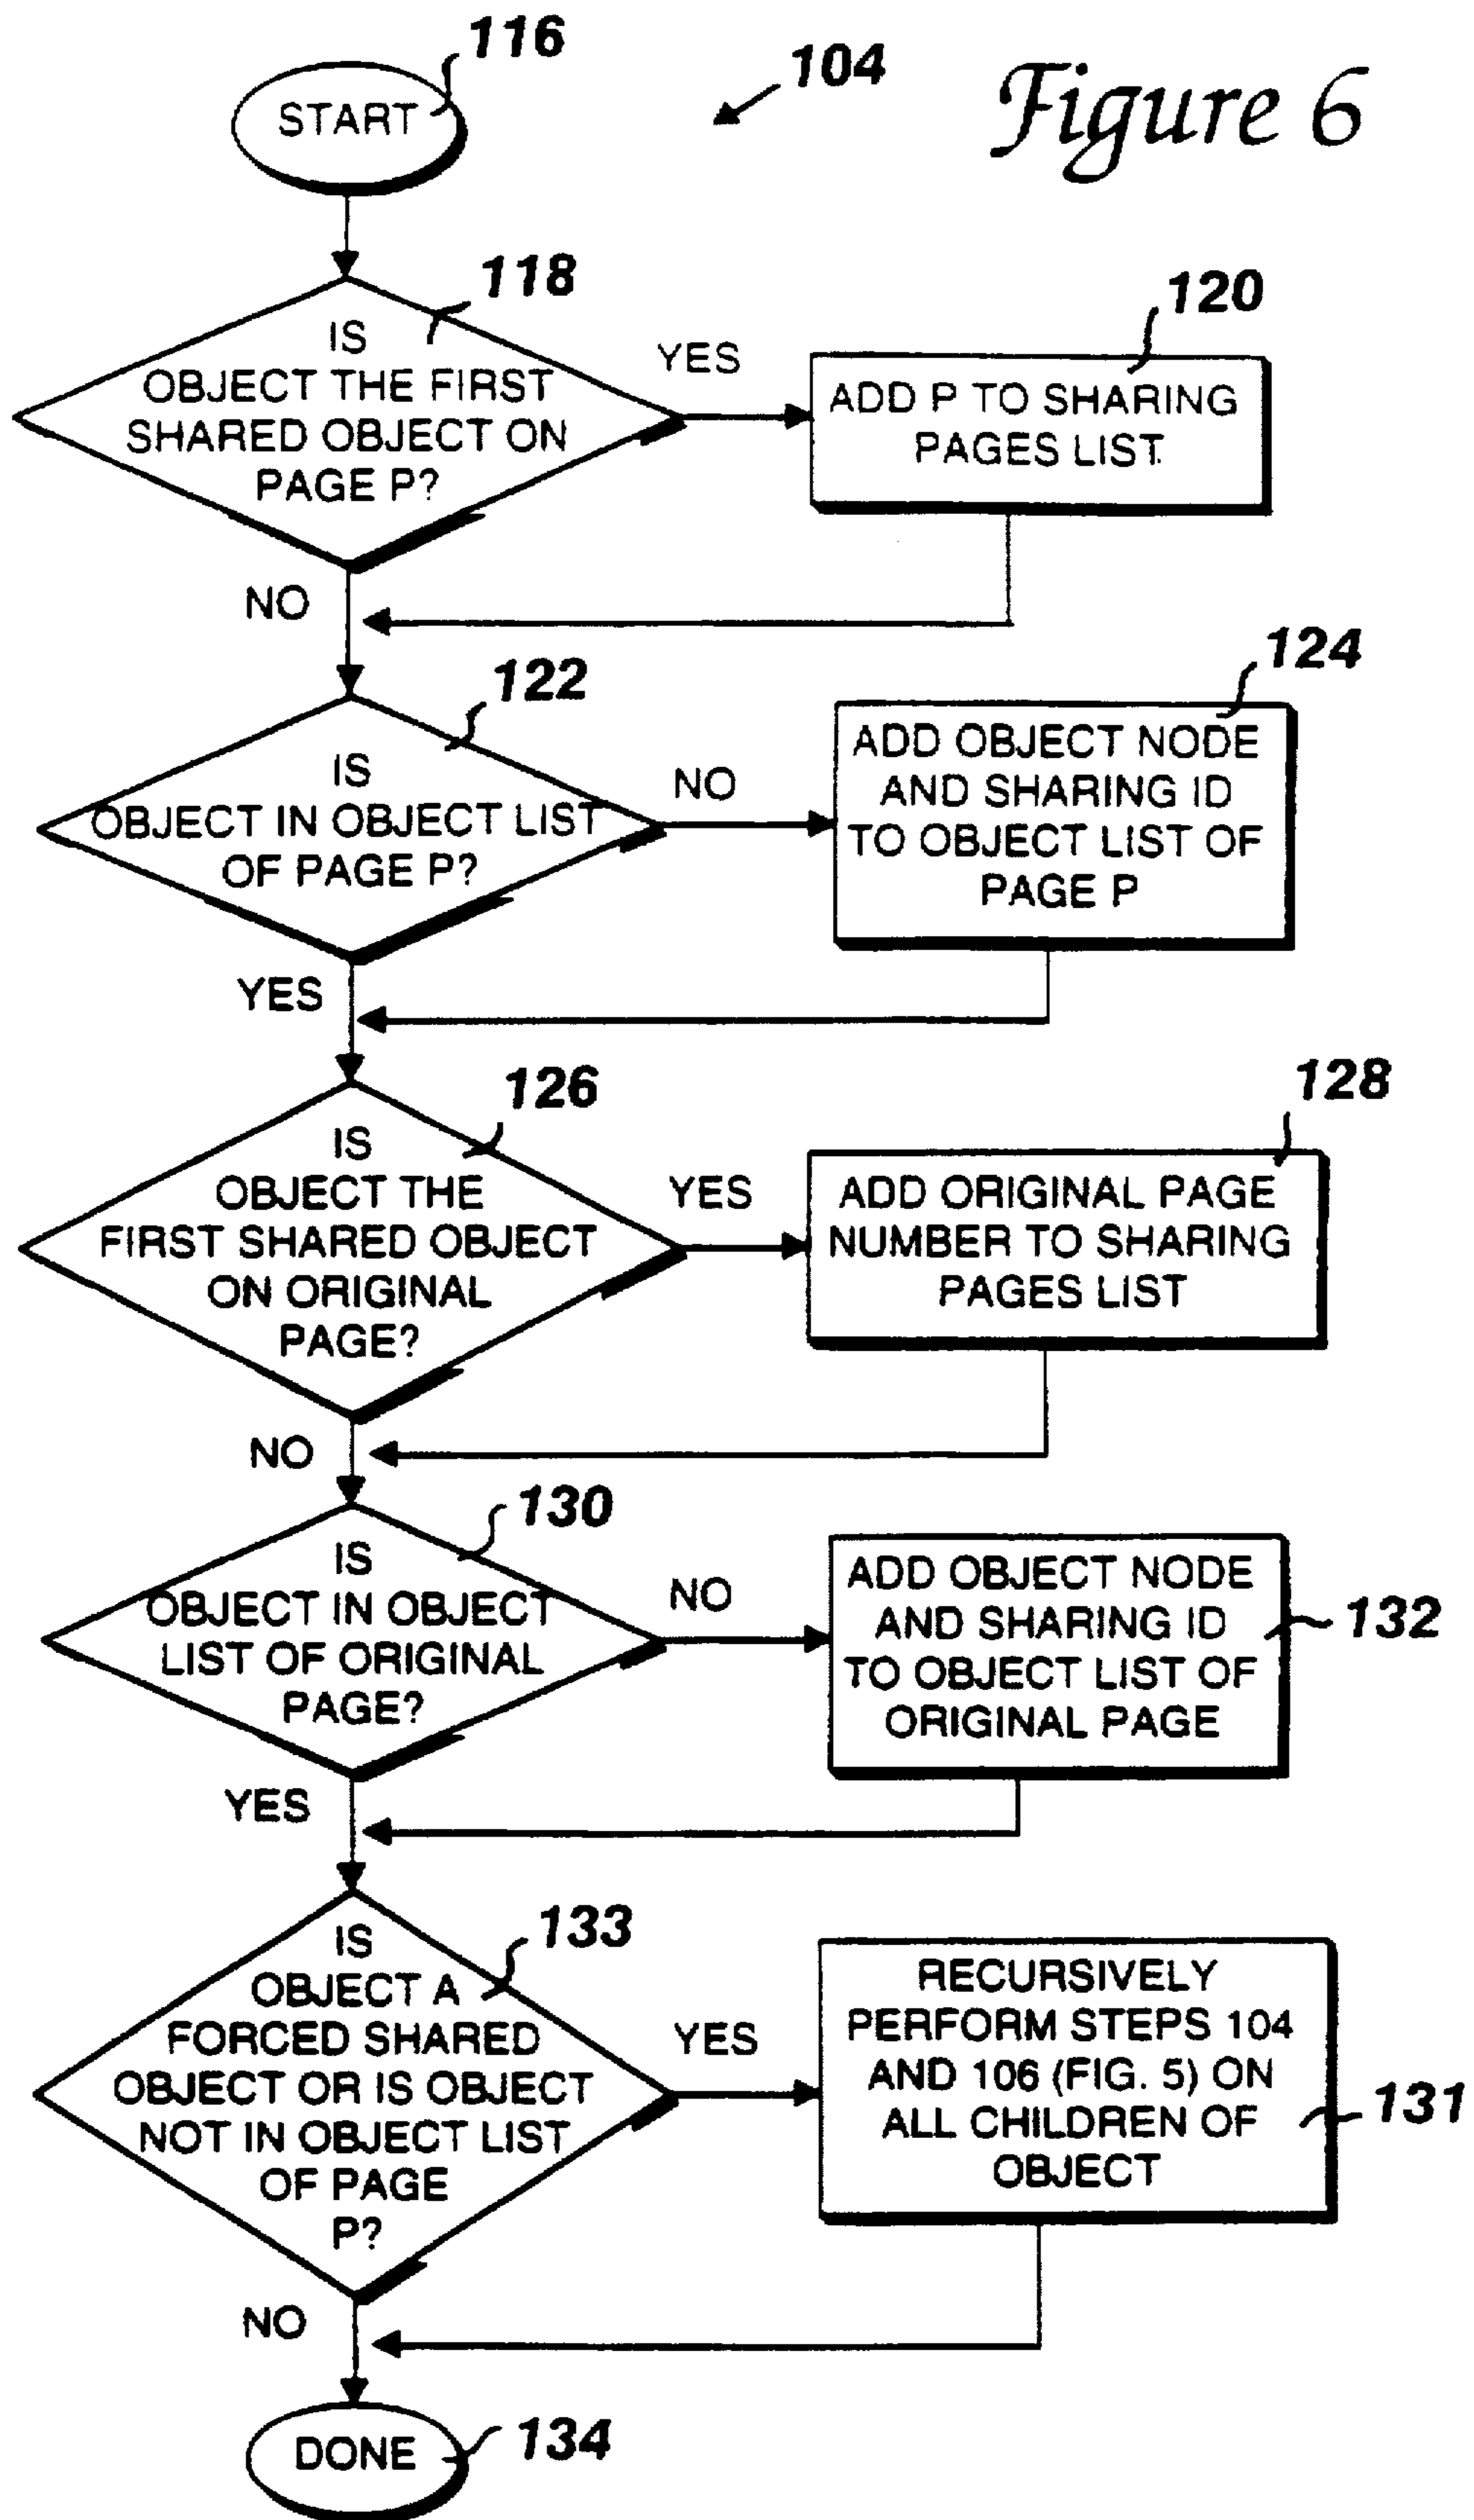 116
START
104
Figure 6
118
IS
OBJECT THE FIRST
SHARED OBJECT ON
PAGE P?
YES
120
ADD P TO SHARING
PAGES LIST
NO
122
IS
OBJECT IN OBJECT LIST
OF PAGE P?
NO
124
ADD OBJECT NODE
AND SHARING ID
TO OBJECT LIST OF
PAGE P
YES
126
IS
OBJECT THE
FIRST SHARED OBJECT
ON ORIGINAL
PAGE?
YES
128
ADD ORIGINAL PAGE
NUMBER TO SHARING
PAGES LIST
NO
130
IS
OBJECT IN OBJECT
LIST OF ORIGINAL
PAGE?
NO
ADD OBJECT NODE
AND SHARING ID
TO OBJECT LIST OF
ORIGINAL PAGE
132
YES
133
IS
OBJECT A
FORCED SHARED
OBJECT OR IS OBJECT
NOT IN OBJECT LIST
OF PAGE
P?
YES
RECURSIVELY
PERFORM STEPS 104
AND 106 (FIG. 5) ON
ALL CHILDREN OF
OBJECT
131
NO
DONE
134